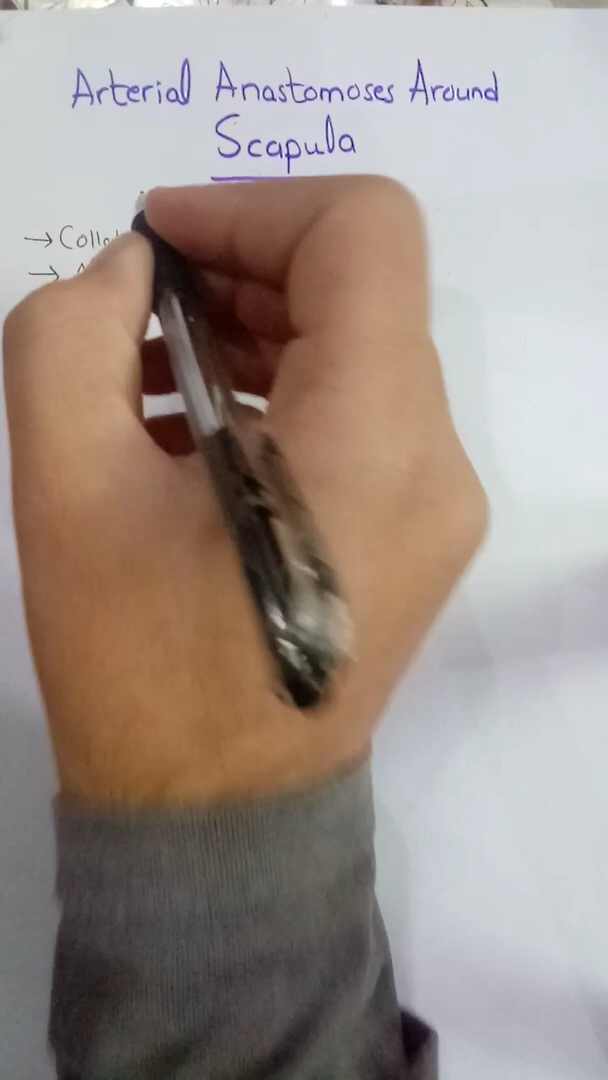 Arterial Anastomoses Around
Scapula
→
→